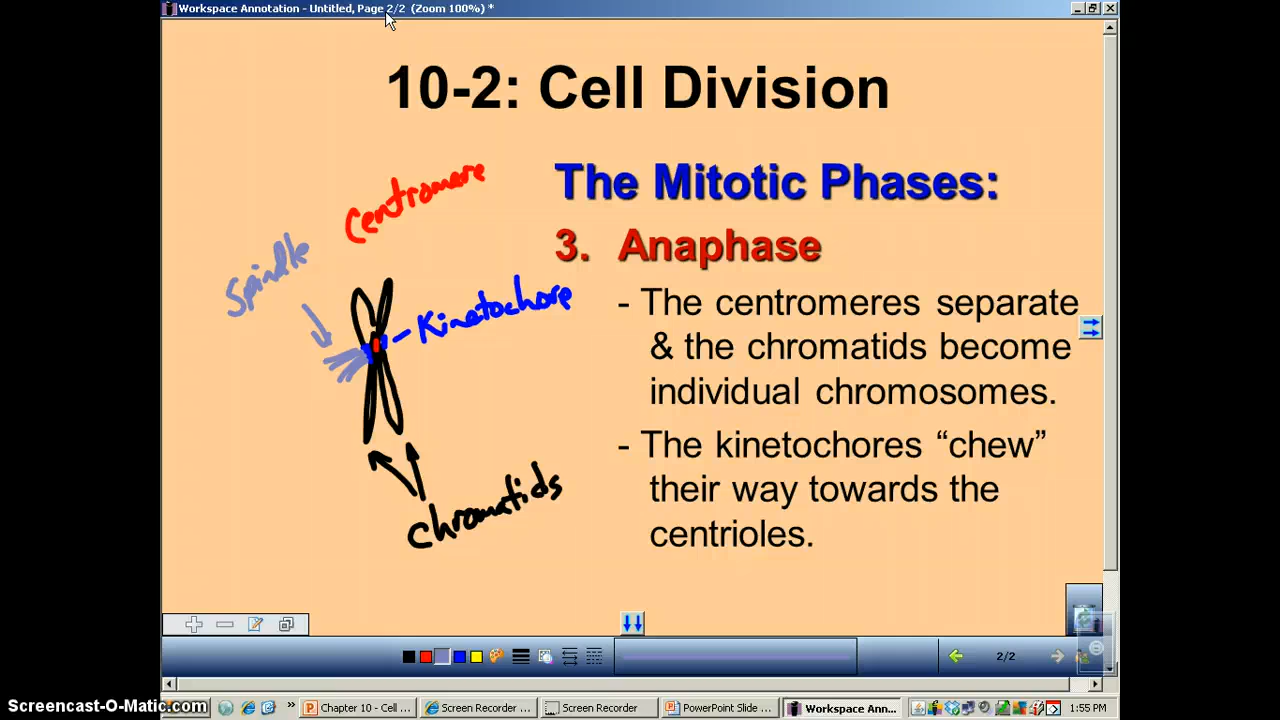 Workspace Annotation - Untitled, Page 2/2 (Zoom 100%) *
10-2: Cell Division
The Mitotic Phases:
3. Anaphase
- The centromeres separate
& the chromatids become
individual chromosomes.
- The kinetochores “chew”
their way towards the
centrioles.
Centromere
Spindle
Kinetochore
chromatids
2/2
Screencast-O-Matic.com
Chapter 10 - Cell ...
Screen Recorder ...
Screen Recorder
PowerPoint Slide ...
Workspace Ann...
1:55 PM